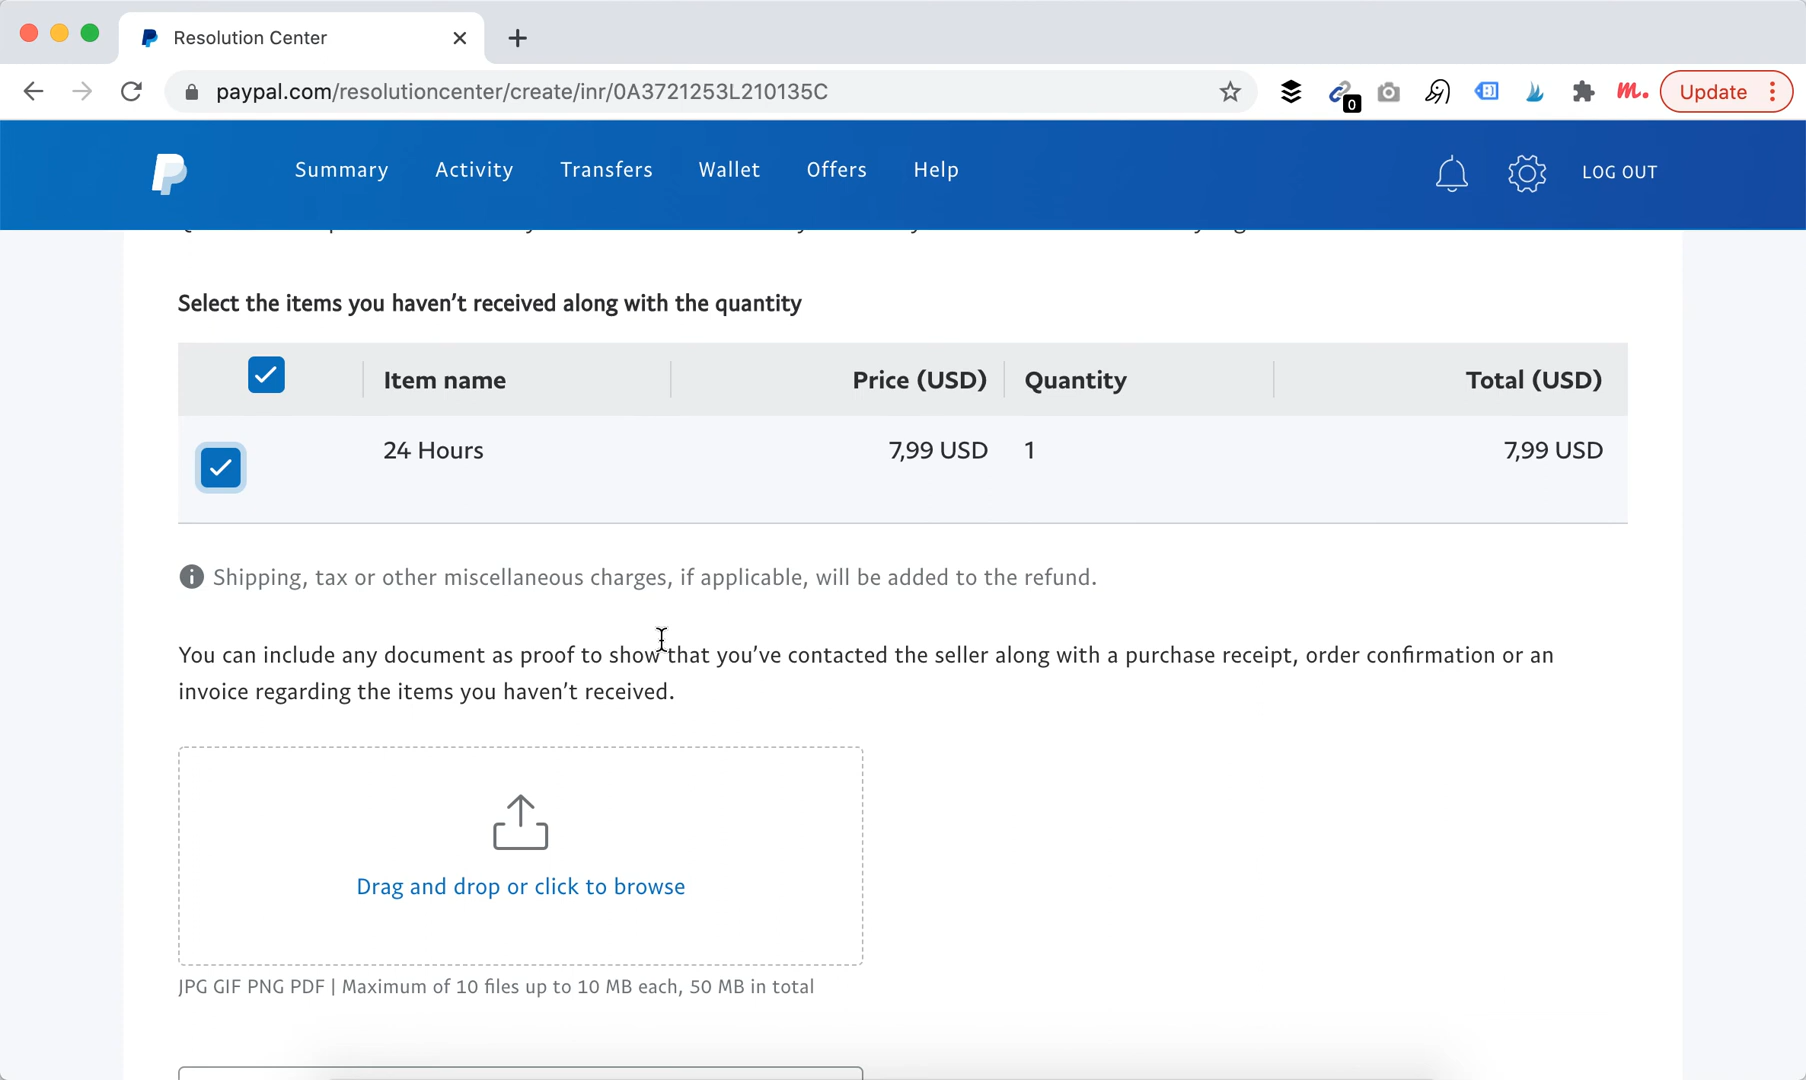 Resolution Center
paypal.com/resolutioncenter/create/inr/0A3721253L210135C
0
m.
Update
Summary Activity Transfers Wallet Offers Help LOG OUT
Select the items you haven’t received along with the quantity
Item name Price (USD) Quantity Total (USD)
24 Hours 7,99 USD 1 7,99 USD
Shipping, tax or other miscellaneous charges, if applicable, will be added to the refund.
You can include any document as proof to show that you’ve contacted the seller along with a purchase receipt, order confirmation or an
invoice regarding the items you haven’t received.
Drag and drop or click to browse
JPG GIF PNG PDF | Maximum of 10 files up to 10 MB each, 50 MB in total